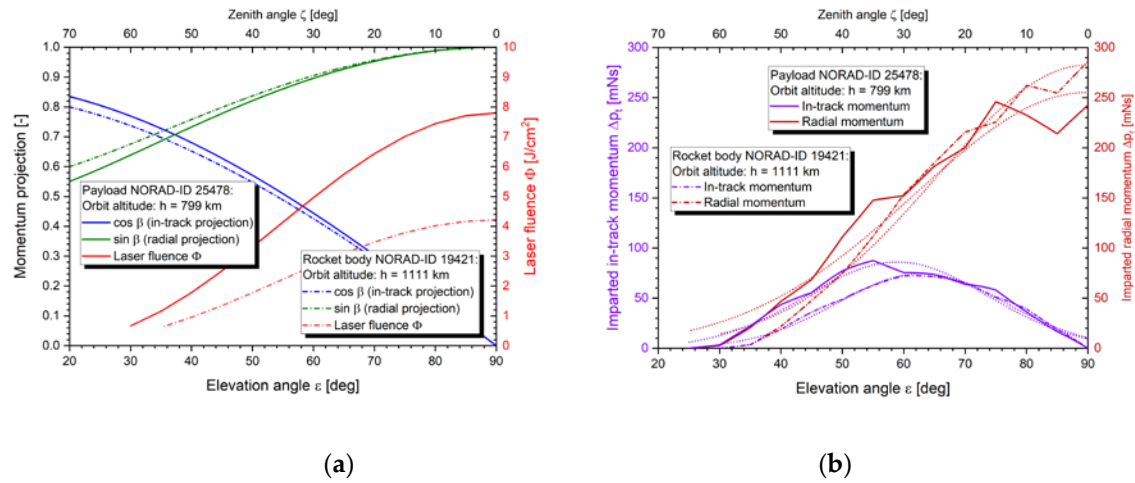 Zenith angle ζ [deg]
70 60 50 40 30 20 10 0
1.0
0.9
0.8
0.7
0.6
0.5
0.4
0.3
0.2
0.1
0.0
Momentum projection [-]
10
9
8
7
6
5
4
3
2
1
0
Laser fluence Φ [J/cm²]
Payload NORAD-ID 25478:
Orbit altitude: h = 799 km
cos β (in-track projection)
sin β (radial projection)
Laser fluence Φ
Rocket body NORAD-ID 19421:
Orbit altitude: h = 1111 km
cos β (in-track projection)
sin β (radial projection)
Laser fluence Φ
20 30 40 50 60 70 80 90
Elevation angle ε [deg]
(a)
Zenith angle ζ [deg]
70 60 50 40 30 20 10 0
300
250
200
150
100
50
0
Imparted in-track momentum Δpₜ [mNs]
300
250
200
150
100
50
0
Imparted radial momentum Δpₜ [mNs]
Payload NORAD-ID 25478:
Orbit altitude: h = 799 km
In-track momentum
Radial momentum
Rocket body NORAD-ID 19421:
Orbit altitude: h = 1111 km
In-track momentum
Radial momentum
20 30 40 50 60 70 80 90
Elevation angle ε [deg]
(b)